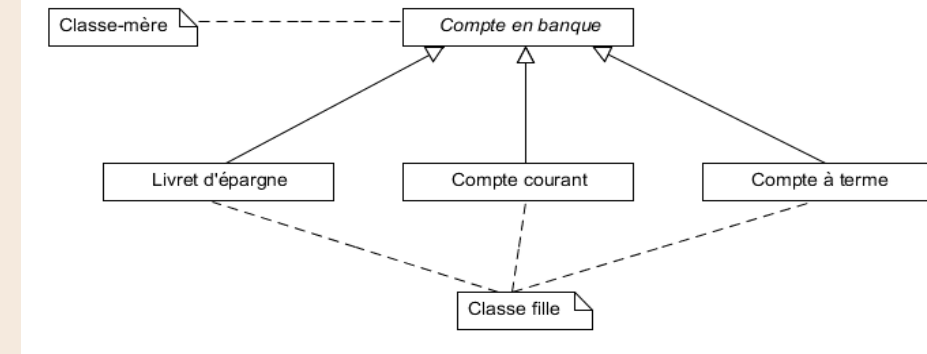 Classe-mère
Compte en banque
Livret d'épargne
Compte courant
Compte à terme
Classe fille